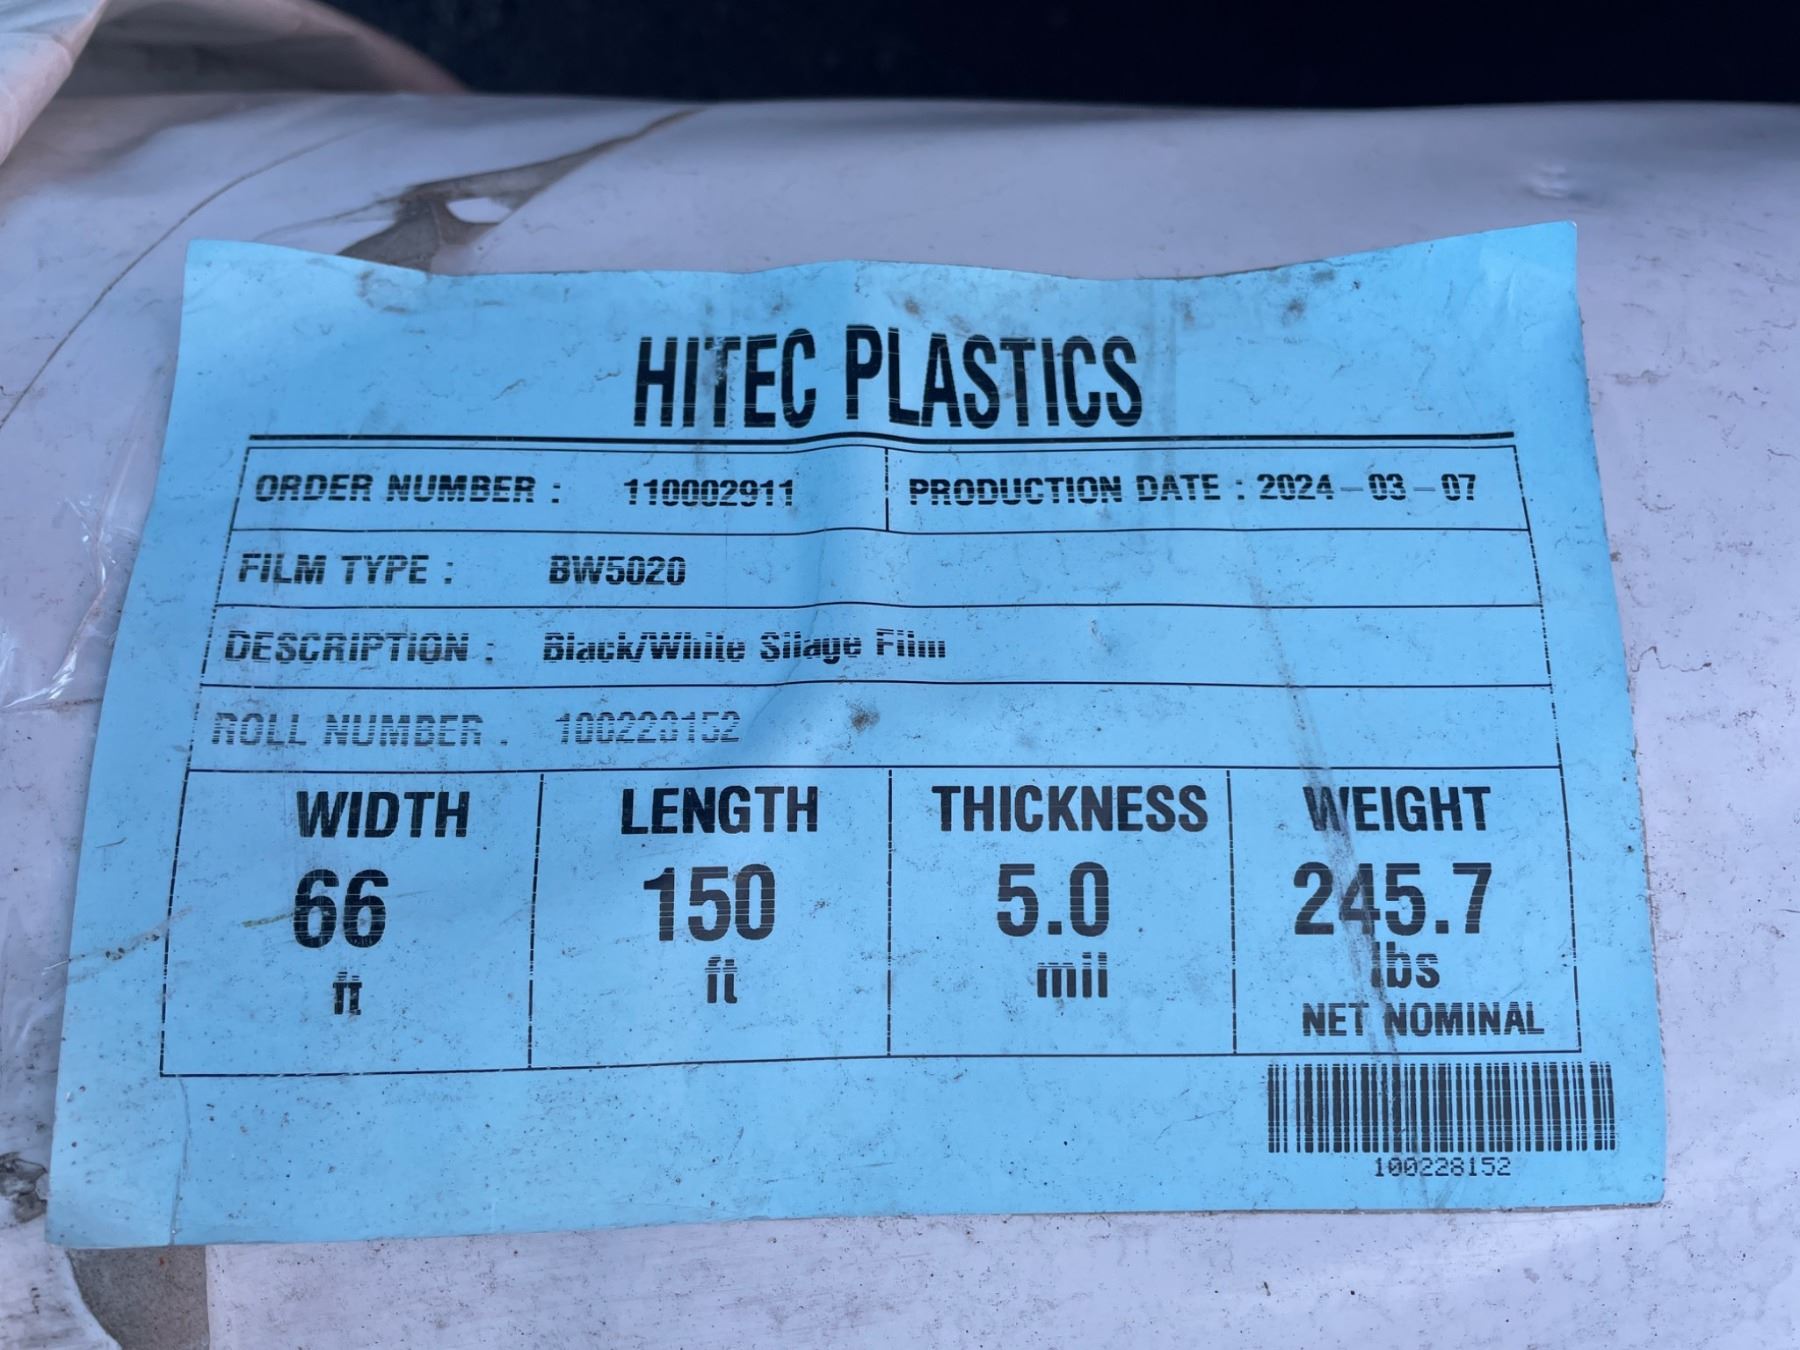 HITEC PLASTICS
ORDER NUMBER : 110002911 PRODUCTION DATE : 2024-03-07
FILM TYPE : BW5020
DESCRIPTION : Black/White Silage Film
ROLL NUMBER : 100228152
WIDTH LENGTH THICKNESS WEIGHT
66 150 5.0 245.7
ft ft mil lbs
NET NOMINAL
100228152